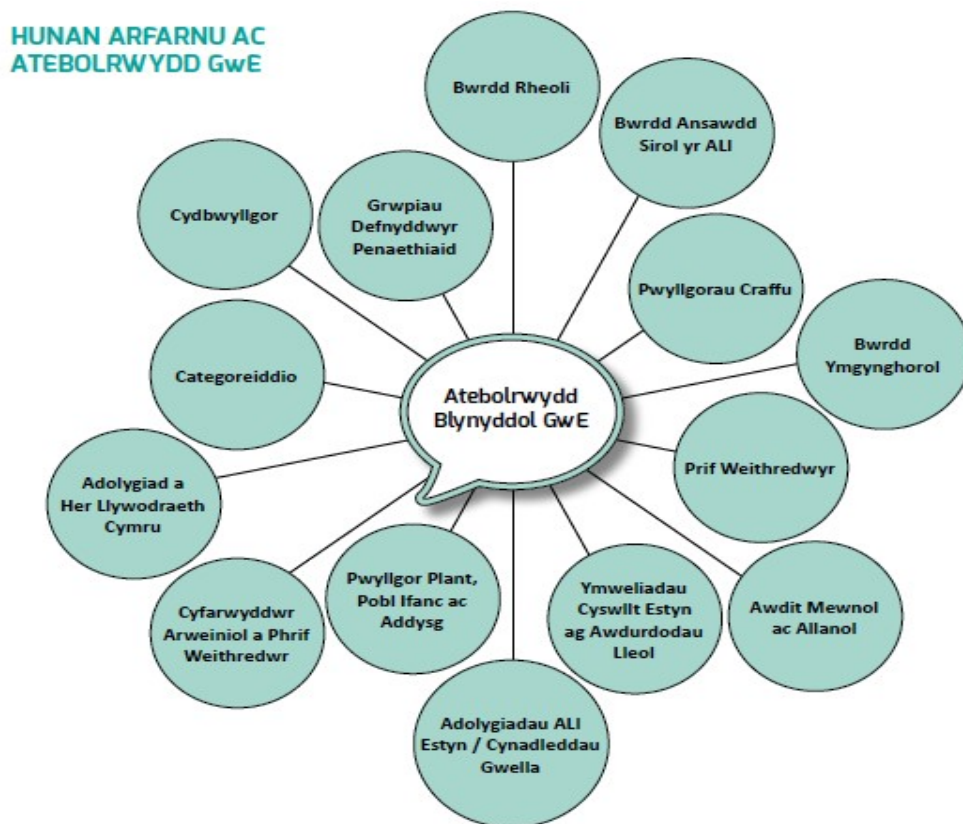 HUNAN ARFARNU AC
ATEBOLRWYDD GwE
Bwrdd Rheoli
Bwrdd Ansawdd
Sirol yr ALI
Grwpiau
Defnyddwyr
Penaethiaid
Cydbwyllgor
Pwyllgorau Craffu
Bwrdd
Ymgynghorol
Categoreiddio
Atebolrwydd
Blynyddol GwE
Prif Weithredwyr
Adolygiad a
Her Llywodraeth
Cymru
Pwyllgor Plant,
Pobl Ifanc ac
Addysg
Ymweliadau
Cyswllt Estyn
ag Awdurdodau
Lleol
Awdit Mewnol
ac Allanol
Cyfarwyddwr
Arweiniol a Phrif
Weithredwr
Adolygiadau ALI
Estyn / Cynadleddau
Gwella